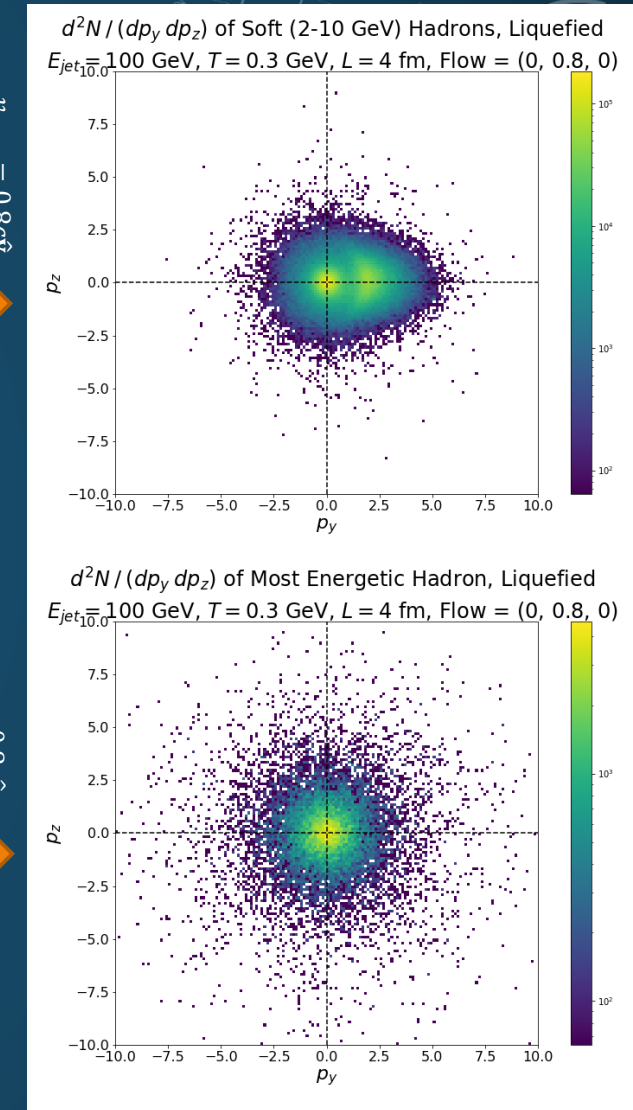 d²N / (dp_y dp_z) of Soft (2-10 GeV) Hadrons, Liquefied
E_jet = 100 GeV, T = 0.3 GeV, L = 4 fm, Flow = (0, 0.8, 0)
10.0
7.5
5.0
2.5
0.0
−2.5
−5.0
−7.5
−10.0
p_z
−10.0 −7.5 −5.0 −2.5 0.0 2.5 5.0 7.5 10.0
p_y
10⁵
10⁴
10³
10²
d²N / (dp_y dp_z) of Most Energetic Hadron, Liquefied
E_jet = 100 GeV, T = 0.3 GeV, L = 4 fm, Flow = (0, 0.8, 0)
10.0
7.5
5.0
2.5
0.0
−2.5
−5.0
−7.5
−10.0
p_z
−10.0 −7.5 −5.0 −2.5 0.0 2.5 5.0 7.5 10.0
p_y
10³
10²